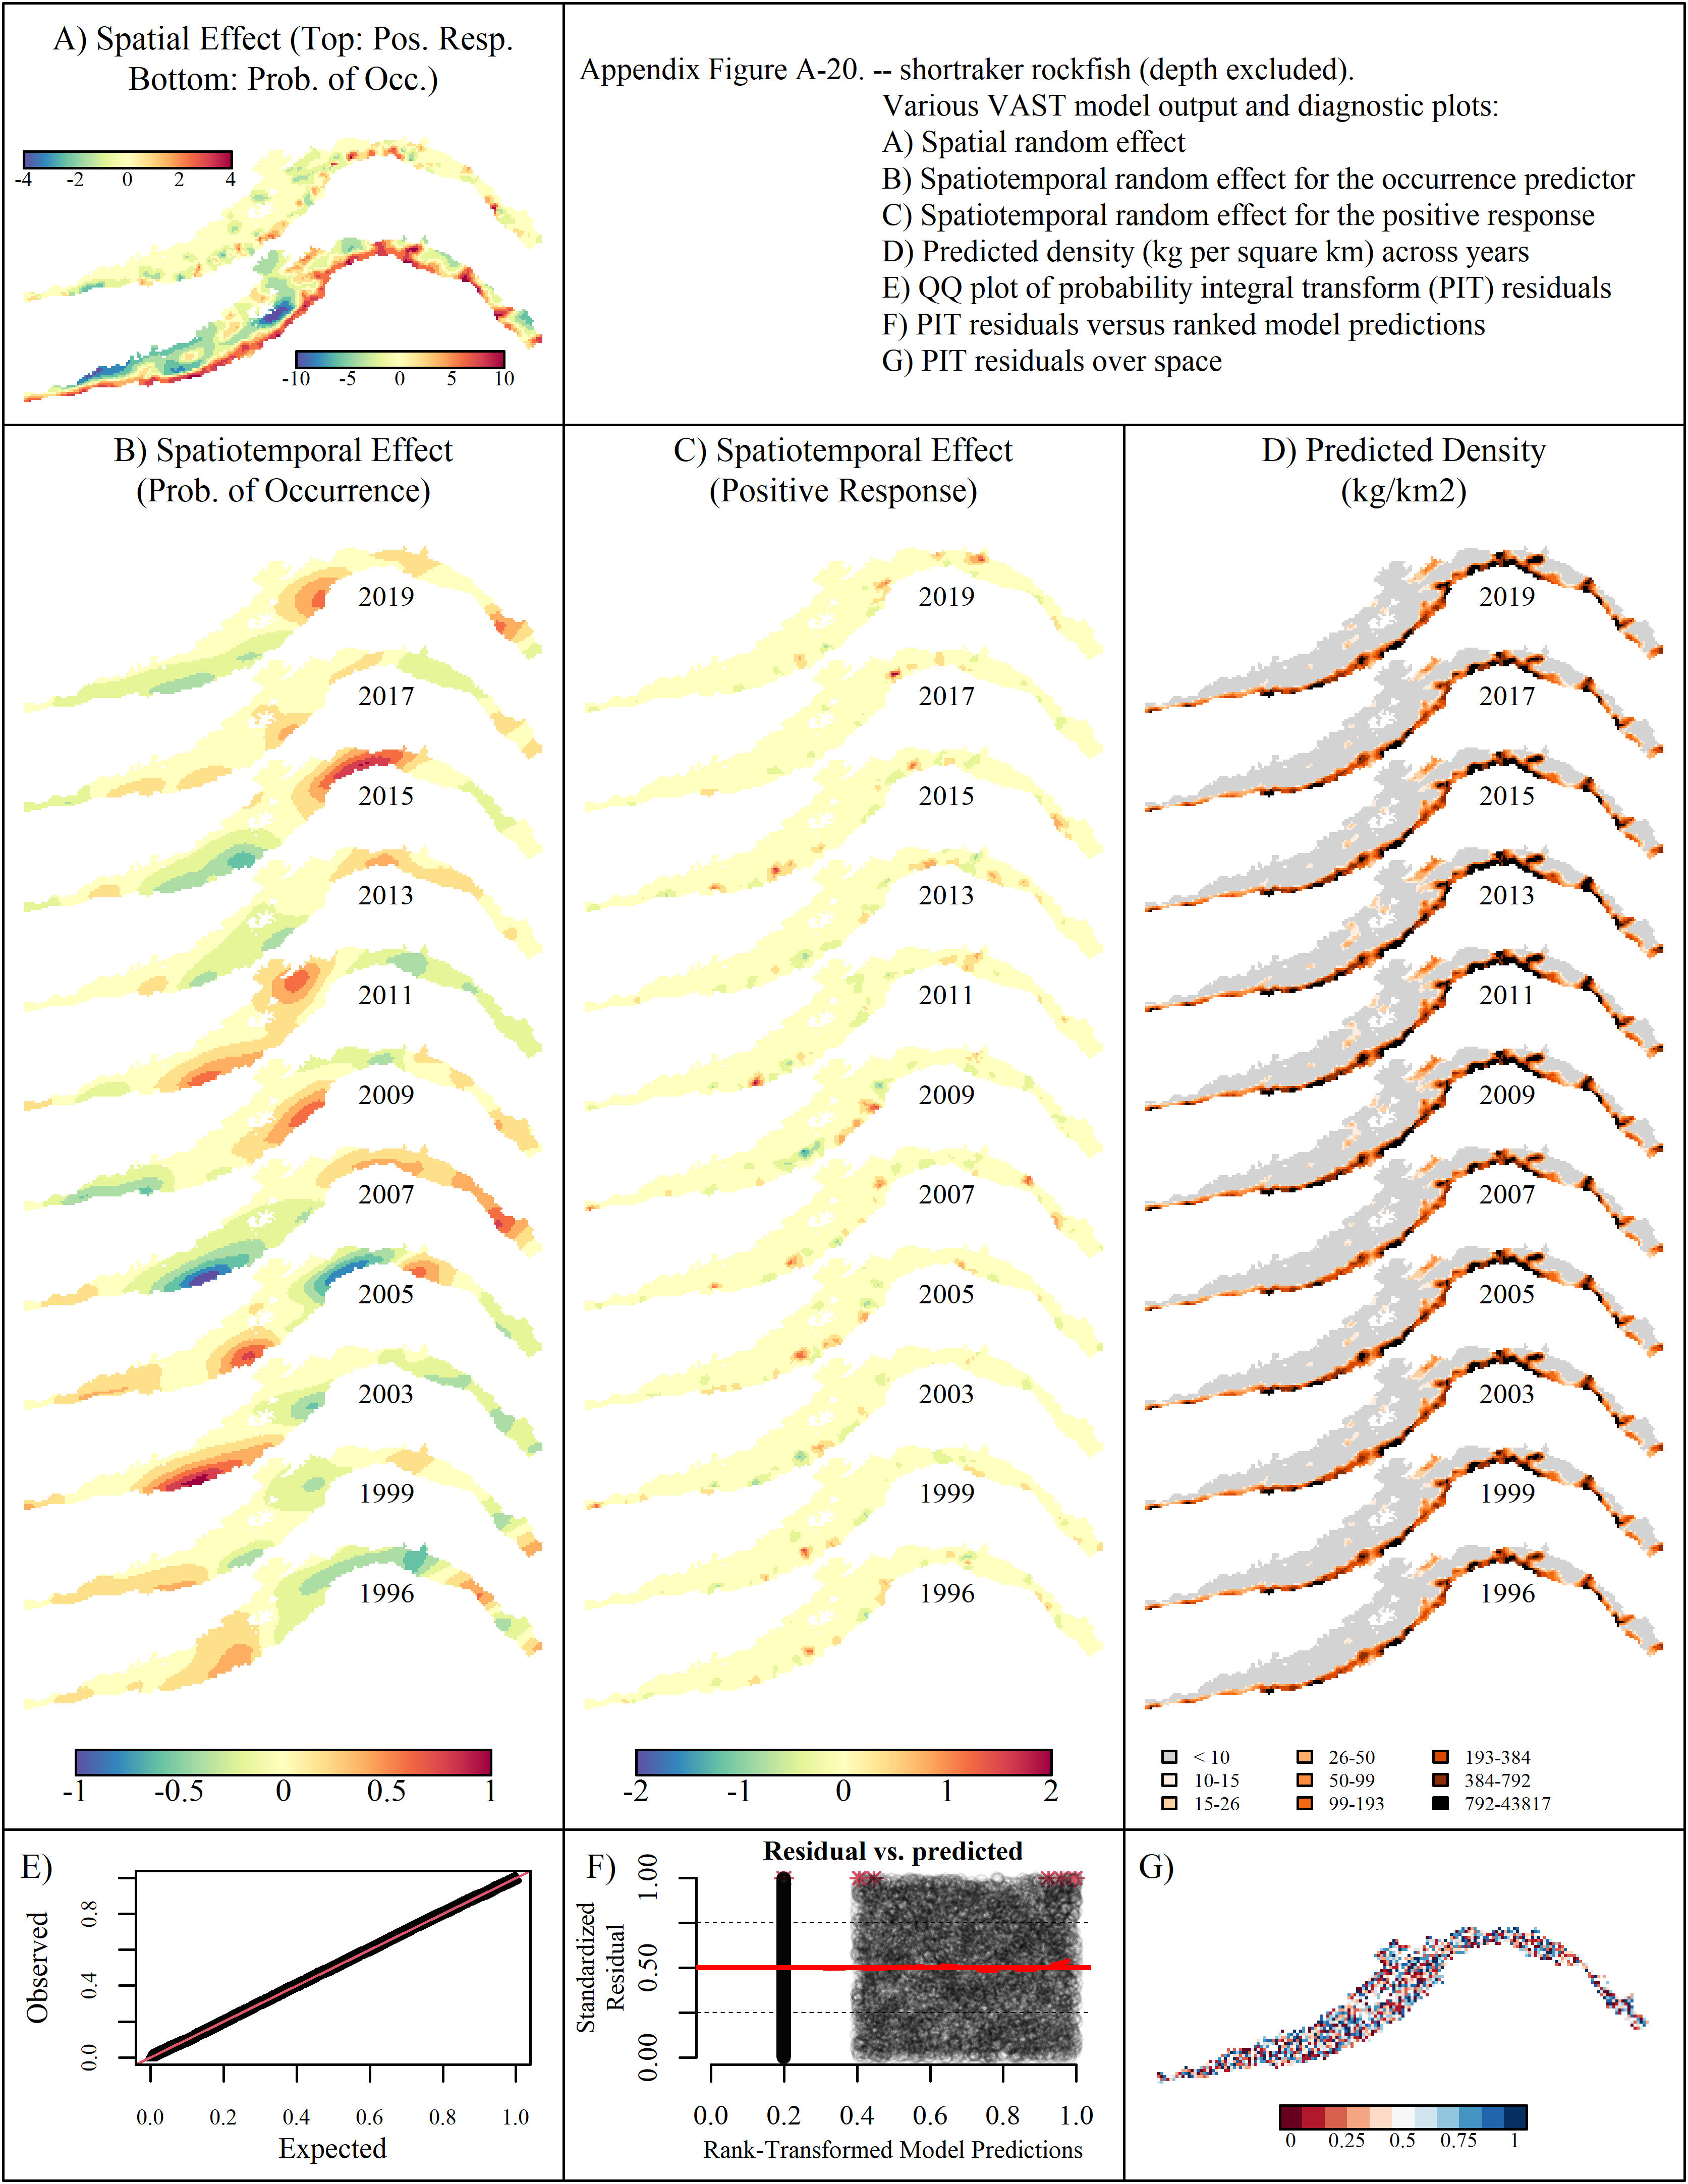 A) Spatial Effect (Top: Pos. Resp.
Bottom: Prob. of Occ.)
-4 -2 0 2 4
-10 -5 0 5 10
Appendix Figure A-20. -- shortraker rockfish (depth excluded).
Various VAST model output and diagnostic plots:
A) Spatial random effect
B) Spatiotemporal random effect for the occurrence predictor
C) Spatiotemporal random effect for the positive response
D) Predicted density (kg per square km) across years
E) QQ plot of probability integral transform (PIT) residuals
F) PIT residuals versus ranked model predictions
G) PIT residuals over space
B) Spatiotemporal Effect
(Prob. of Occurrence)
2019
2017
2015
2013
2011
2009
2007
2005
2003
1999
1996
-1 -0.5 0 0.5 1
C) Spatiotemporal Effect
(Positive Response)
2019
2017
2015
2013
2011
2009
2007
2005
2003
1999
1996
-2 -1 0 1 2
D) Predicted Density
(kg/km2)
2019
2017
2015
2013
2011
2009
2007
2005
2003
1999
1996
< 10 26-50 193-384
10-15 50-99 384-792
15-26 99-193 792-43817
E)
Observed
0.0 0.4 0.8
0.0 0.2 0.4 0.6 0.8 1.0
Expected
F)
Residual vs. predicted
Standardized
Residual
0.00 0.50 1.00
0.0 0.2 0.4 0.6 0.8 1.0
Rank-Transformed Model Predictions
G)
0 0.25 0.5 0.75 1